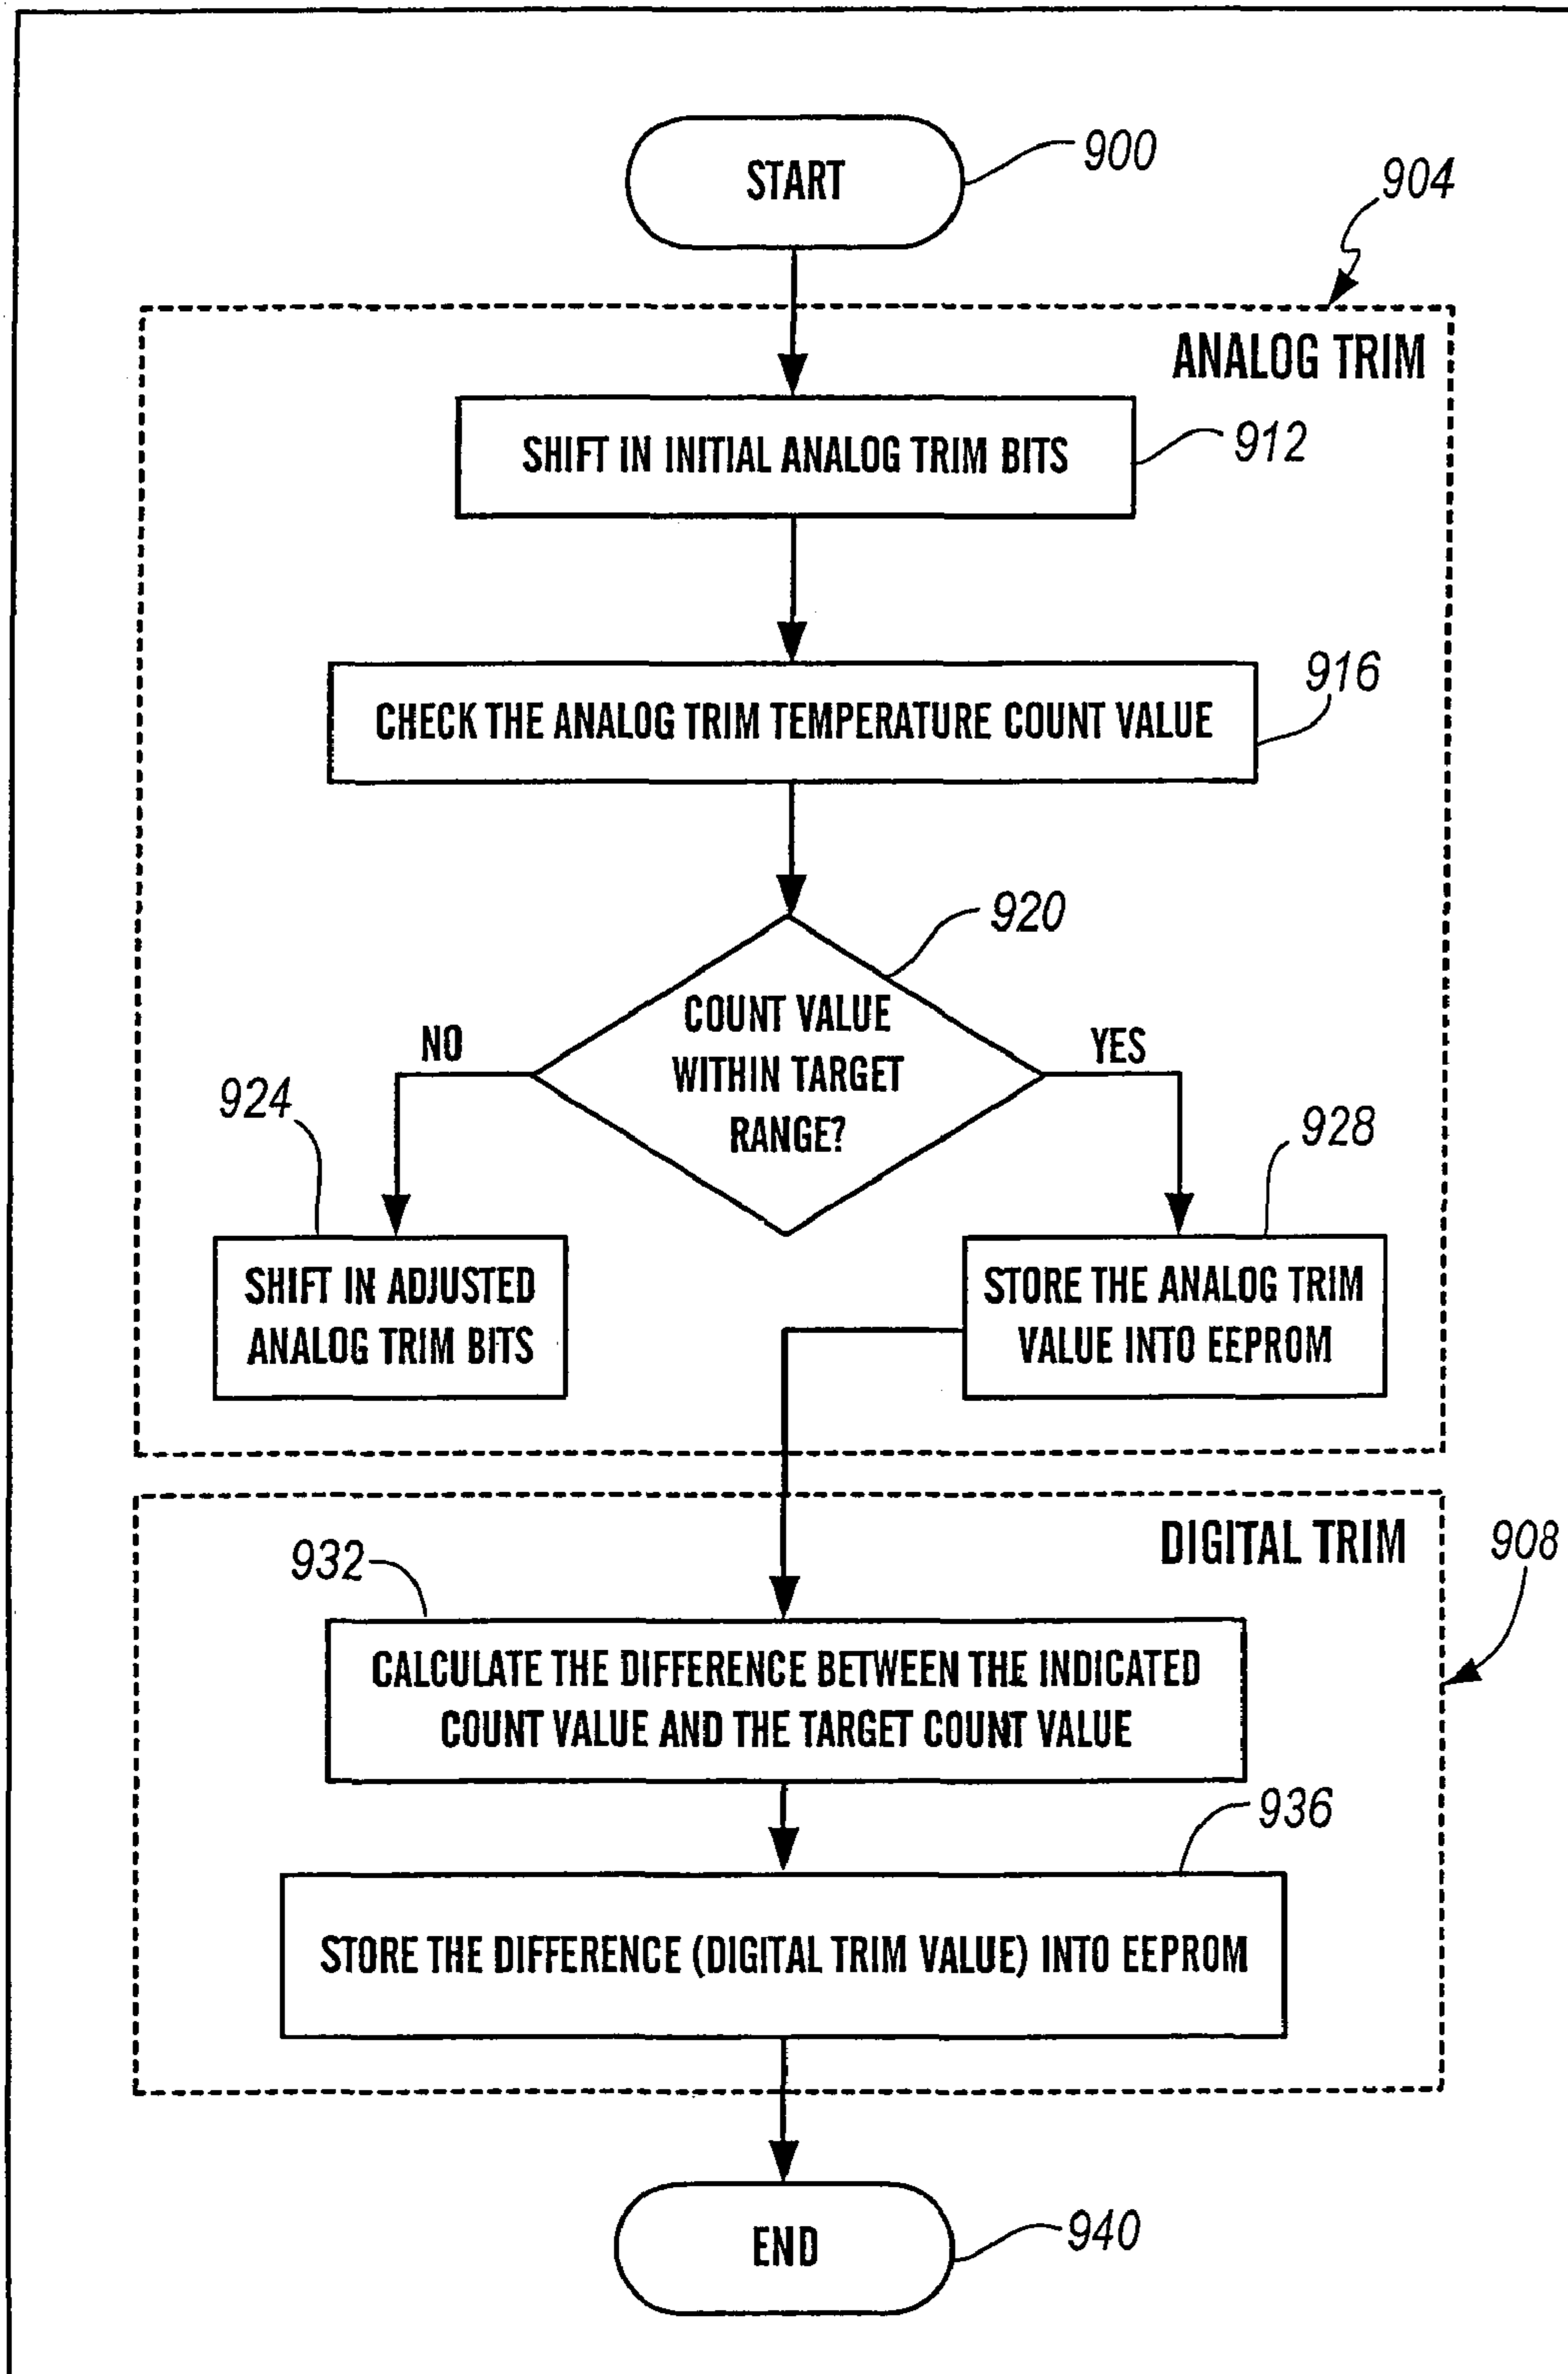 START
900
904
ANALOG TRIM
SHIFT IN INITIAL ANALOG TRIM BITS
912
916
CHECK THE ANALOG TRIM TEMPERATURE COUNT VALUE
920
COUNT VALUE
WITHIN TARGET
RANGE?
NO
YES
924
928
SHIFT IN ADJUSTED
ANALOG TRIM BITS
STORE THE ANALOG TRIM
VALUE INTO EEPROM
DIGITAL TRIM
908
932
CALCULATE THE DIFFERENCE BETWEEN THE INDICATED
COUNT VALUE AND THE TARGET COUNT VALUE
936
STORE THE DIFFERENCE (DIGITAL TRIM VALUE) INTO EEPROM
END
940